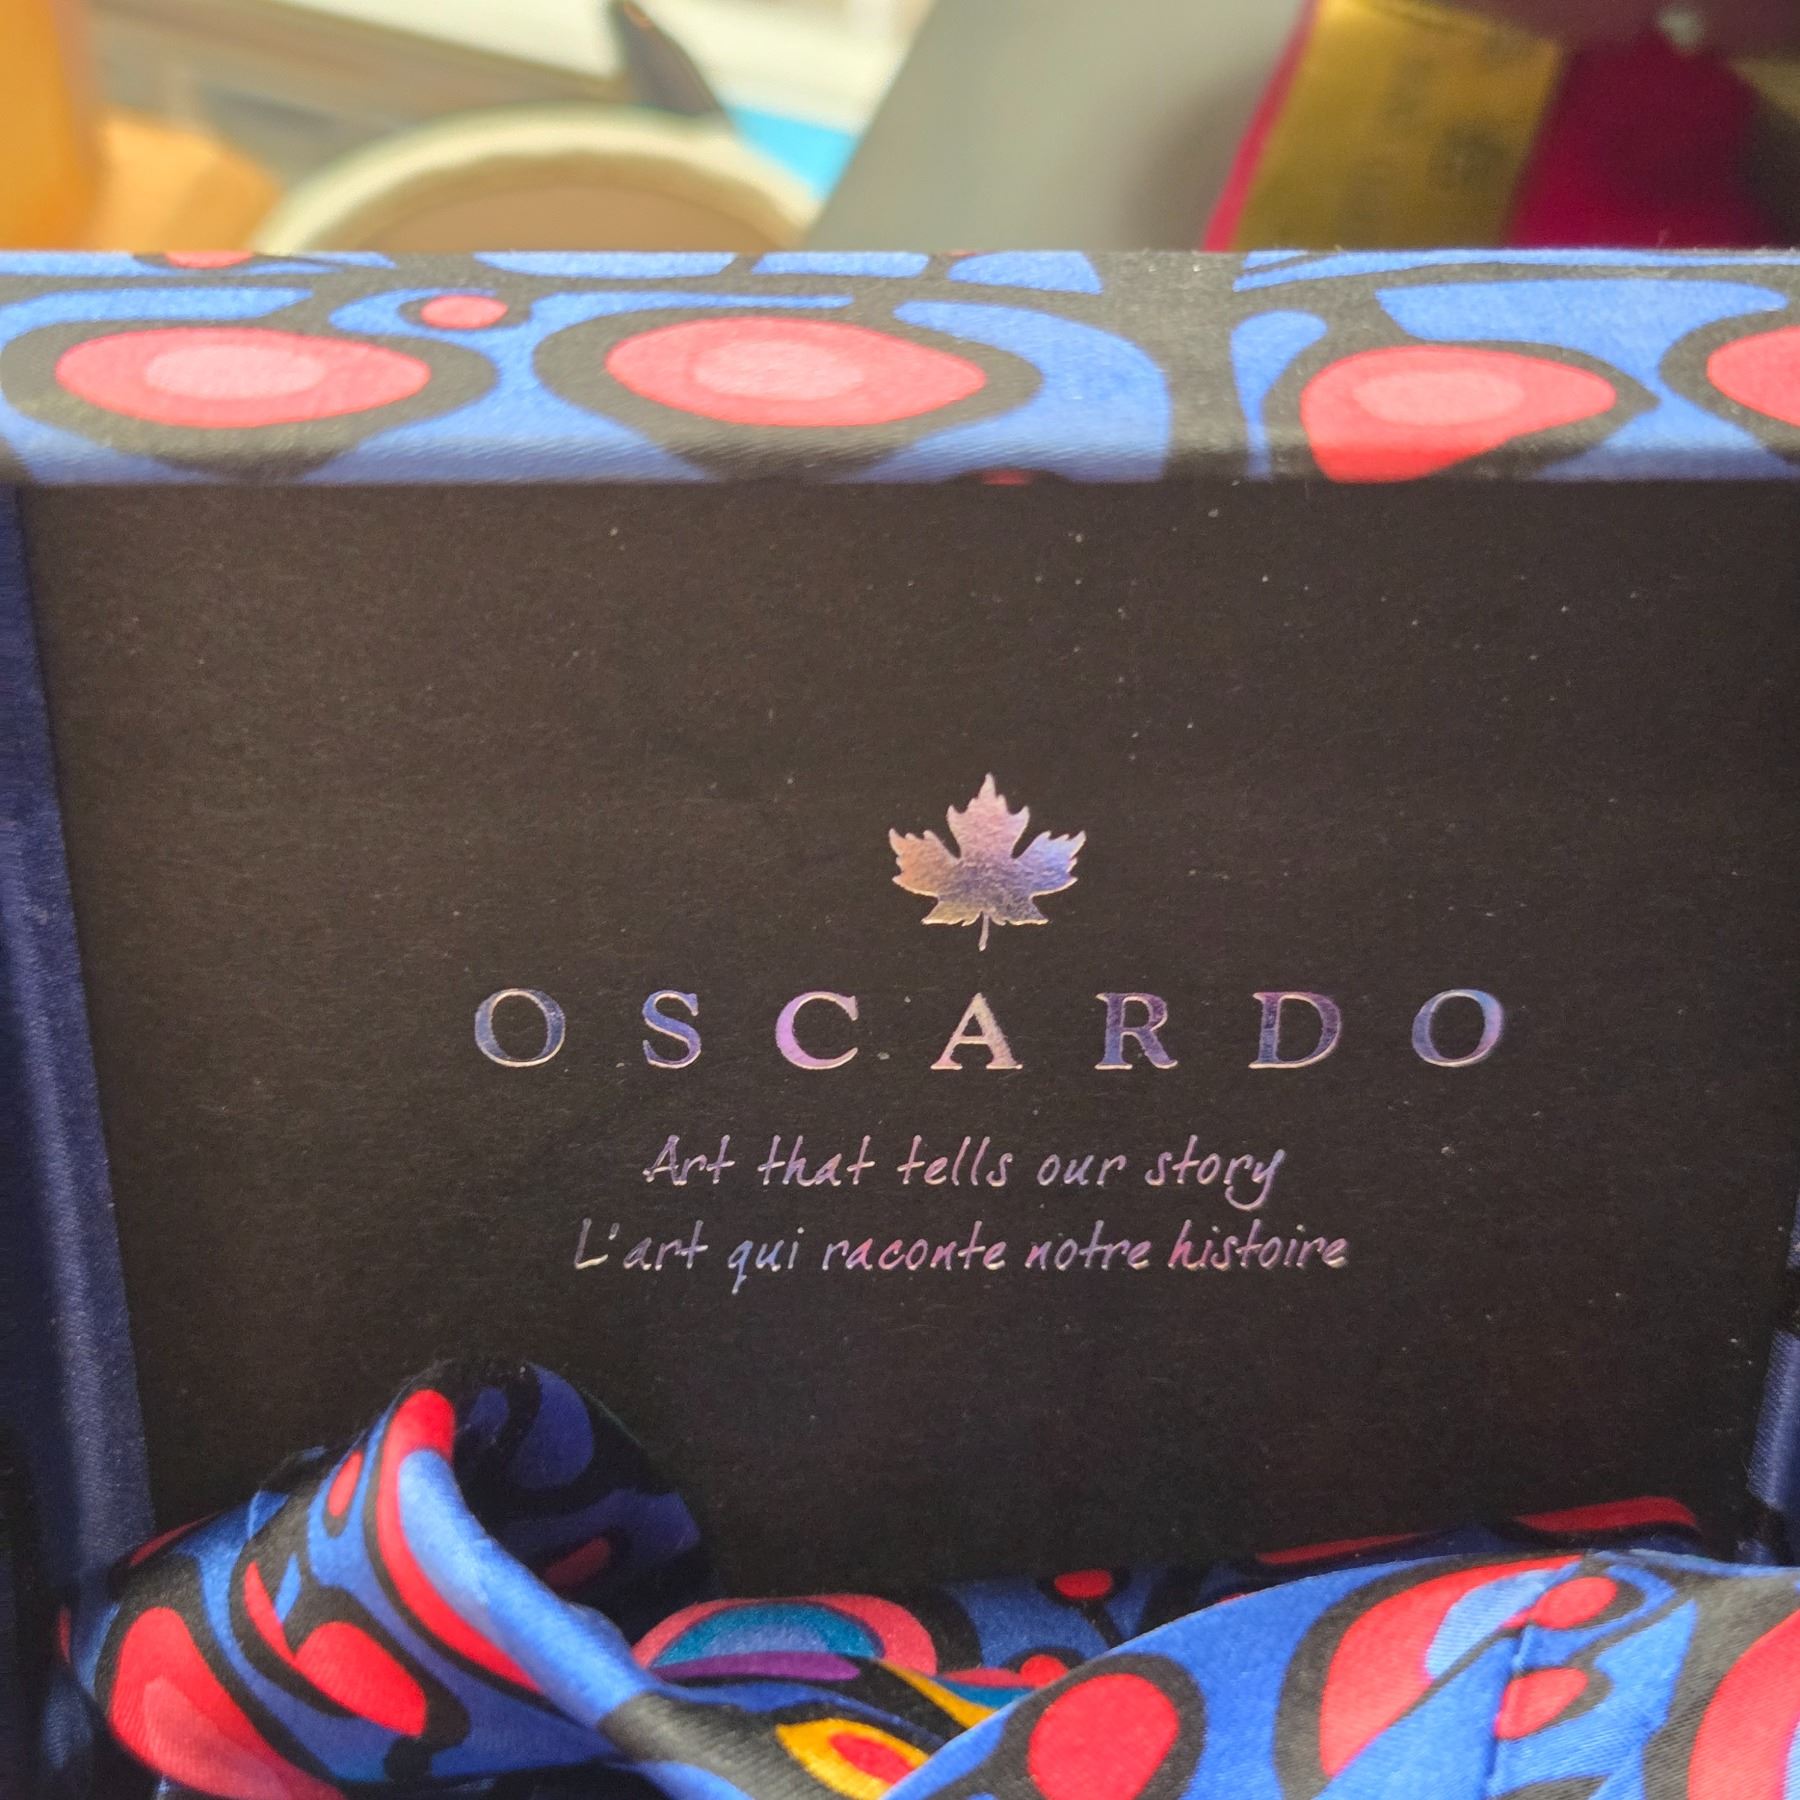 OSCARDO
Art that tells our story
L'art qui raconte notre histoire